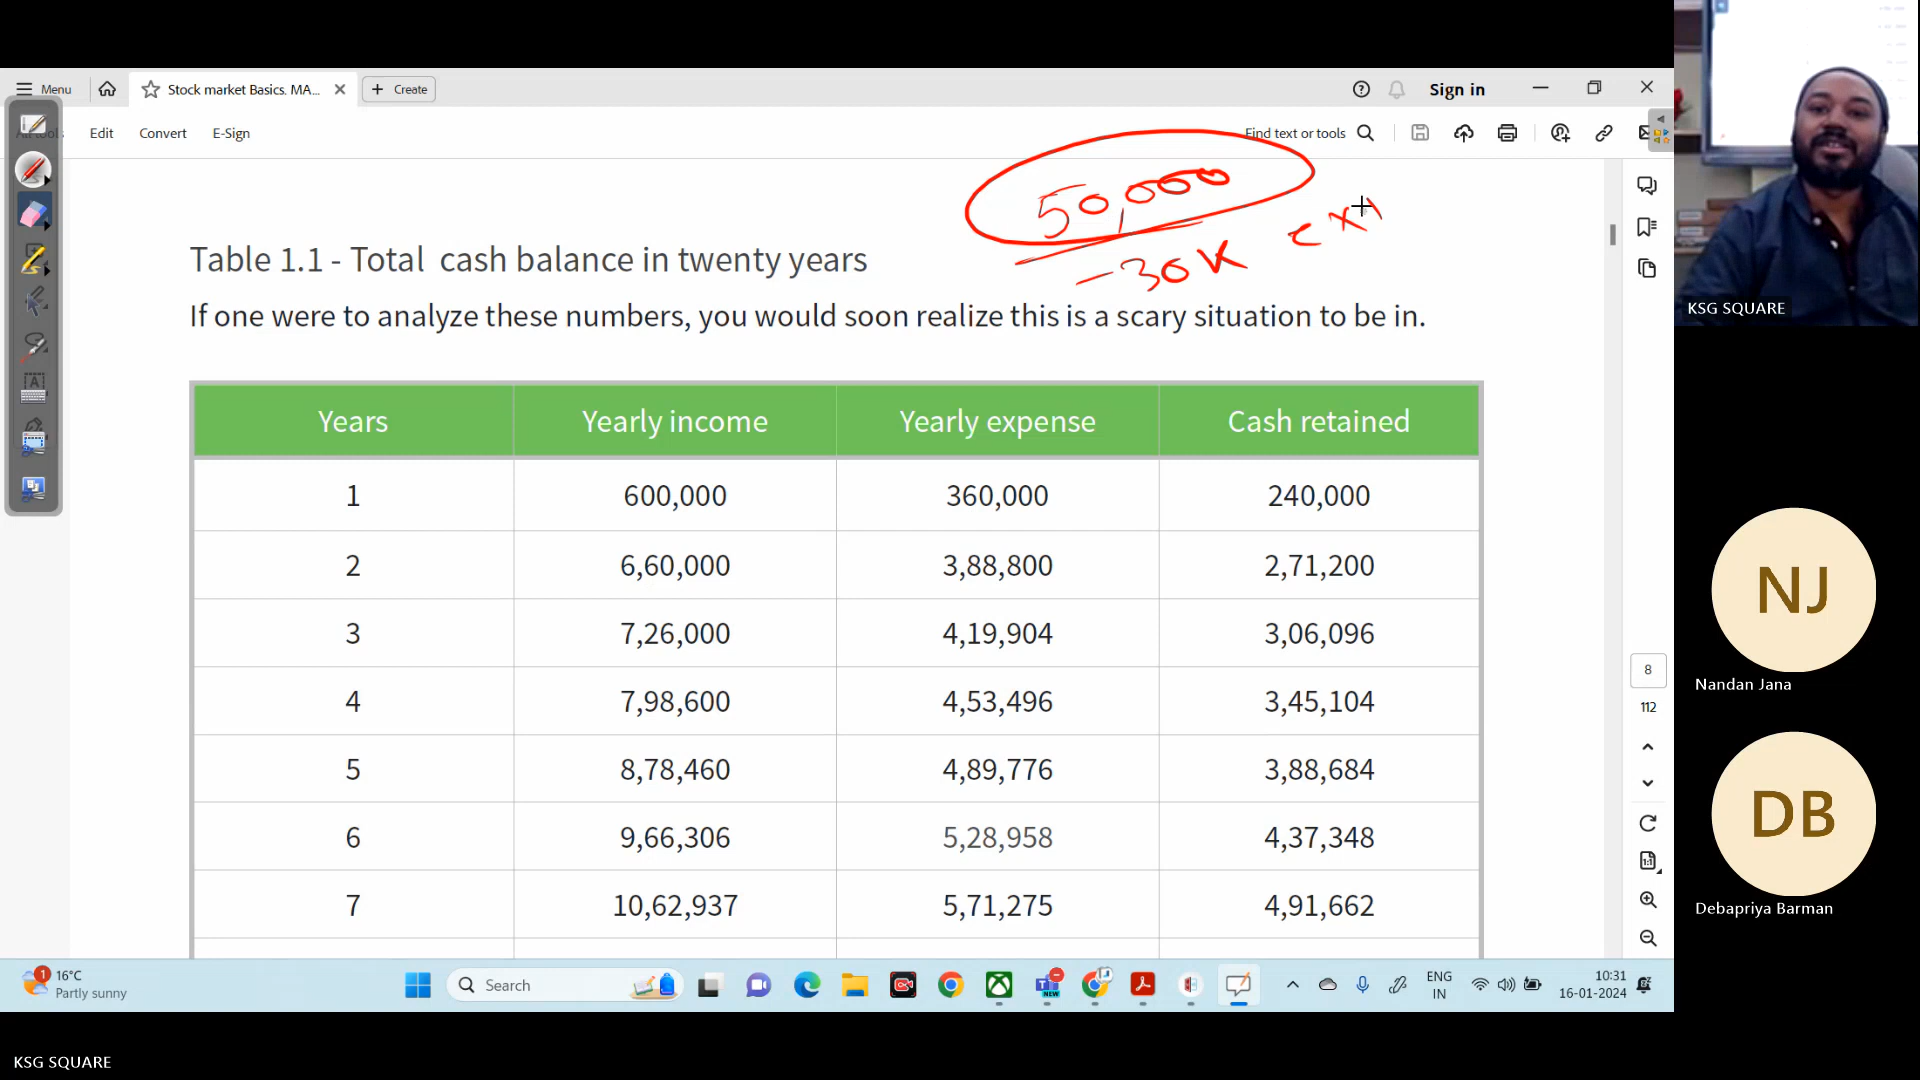 Menu
Stock market Basics. MA...
Create
Sign in
Edit
Convert
E-Sign
Find text or tools
50,000
-30K
Table 1.1 - Total cash balance in twenty years
If one were to analyze these numbers, you would soon realize this is a scary situation to be in.
Years Yearly income Yearly expense Cash retained
1 600,000 360,000 240,000
2 6,60,000 3,88,800 2,71,200
3 7,26,000 4,19,904 3,06,096
4 7,98,600 4,53,496 3,45,104
5 8,78,460 4,89,776 3,88,684
6 9,66,306 5,28,958 4,37,348
7 10,62,937 5,71,275 4,91,662
8
112
KSG SQUARE
NJ
Nandan Jana
DB
Debapriya Barman
1
16°C
Partly sunny
Search
NEW
ENG
IN
10:31
16-01-2024
KSG SQUARE